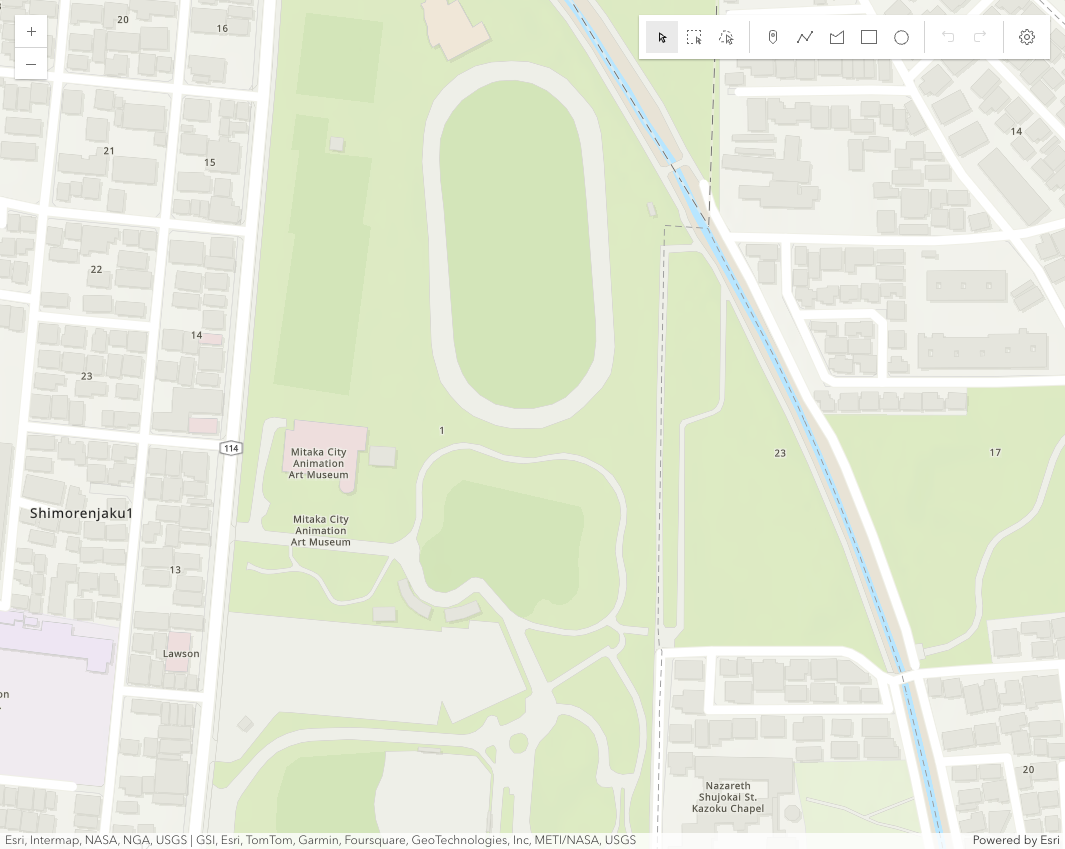 20
16
14
21
15
22
14
23
1
114
Mitaka City
Animation
Art Museum
23
17
Shimorenjaku1
Mitaka City
Animation
Art Museum
13
Lawson
on
20
Nazareth
Shujokai St.
Kazoku Chapel
Esri, Intermap, NASA, NGA, USGS | GSI, Esri, TomTom, Garmin, Foursquare, GeoTechnologies, Inc, METI/NASA, USGS
Powered by Esri